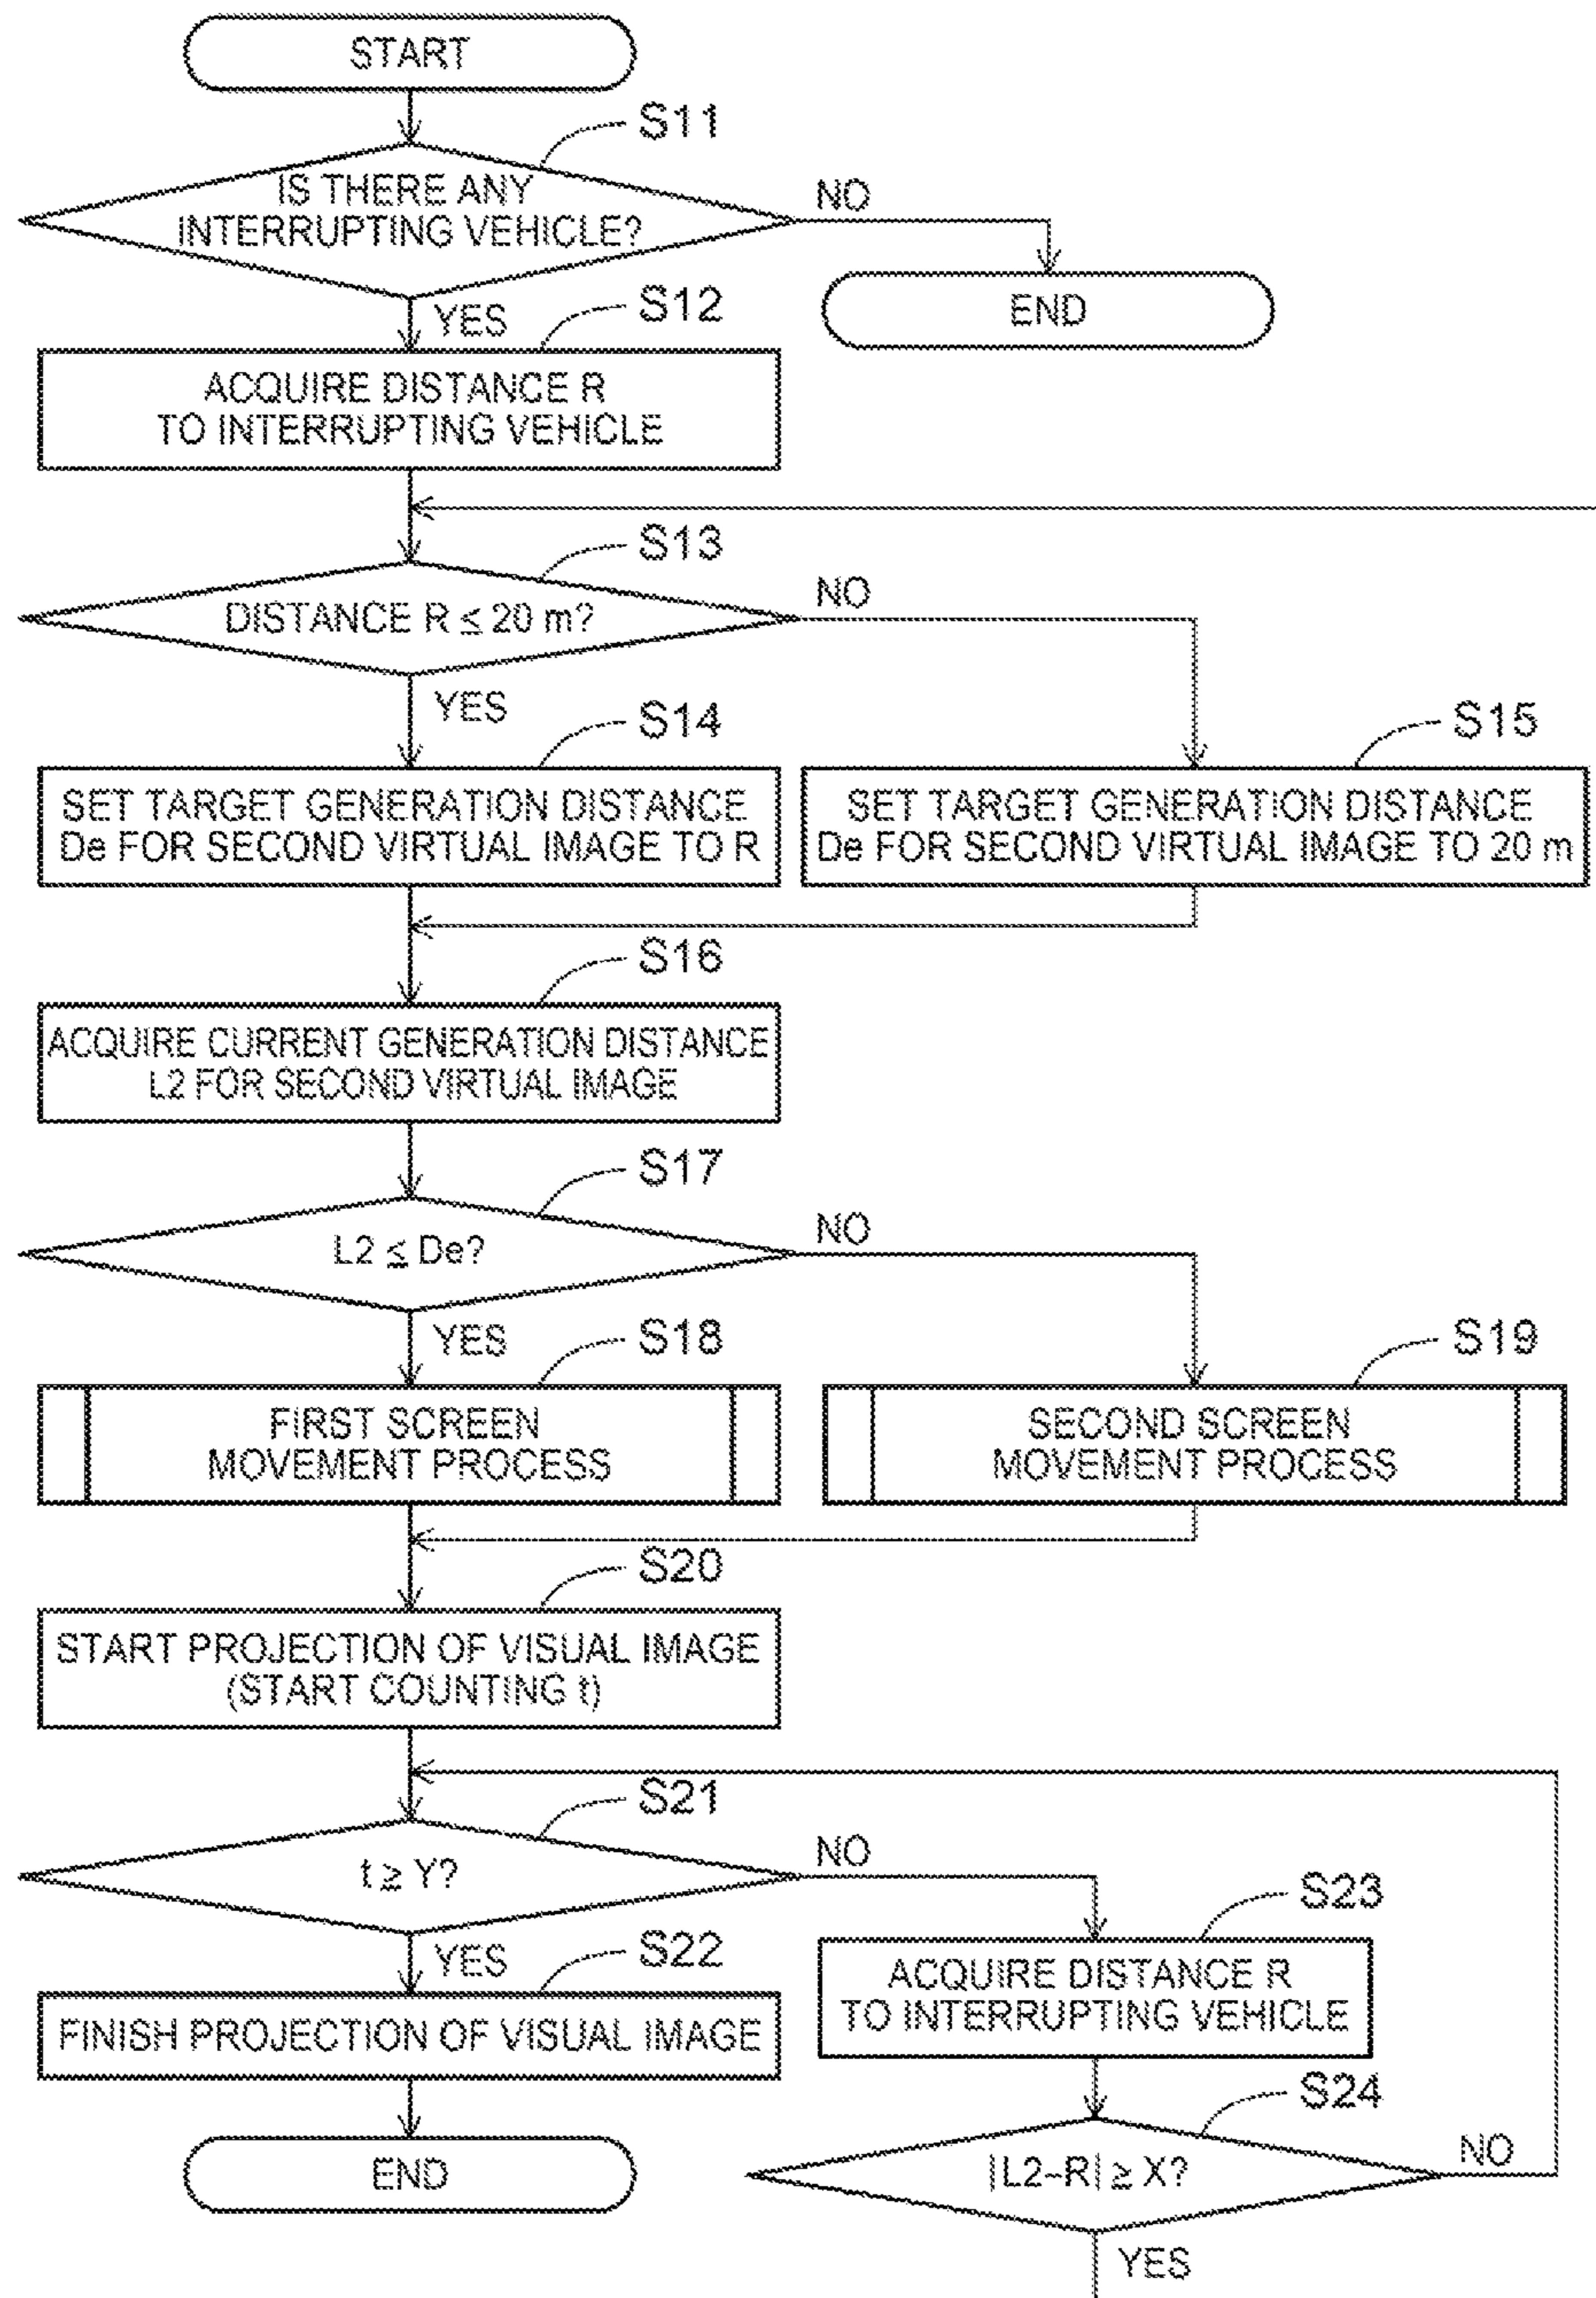 START
S11
IS THERE ANY
INTERRUPTING VEHICLE?
NO
END
YES
S12
ACQUIRE DISTANCE R
TO INTERRUPTING VEHICLE
S13
DISTANCE R ≤ 20 m?
NO
YES
S14
SET TARGET GENERATION DISTANCE
De FOR SECOND VIRTUAL IMAGE TO R
S15
SET TARGET GENERATION DISTANCE
De FOR SECOND VIRTUAL IMAGE TO 20 m
S16
ACQUIRE CURRENT GENERATION DISTANCE
L2 FOR SECOND VIRTUAL IMAGE
S17
L2 ≤ De?
NO
YES
S18
FIRST SCREEN
MOVEMENT PROCESS
S19
SECOND SCREEN
MOVEMENT PROCESS
S20
START PROJECTION OF VISUAL IMAGE
(START COUNTING t)
S21
t ≥ Y?
NO
YES
S22
FINISH PROJECTION OF VISUAL IMAGE
END
S23
ACQUIRE DISTANCE R
TO INTERRUPTING VEHICLE
S24
|L2-R| ≥ X?
NO
YES